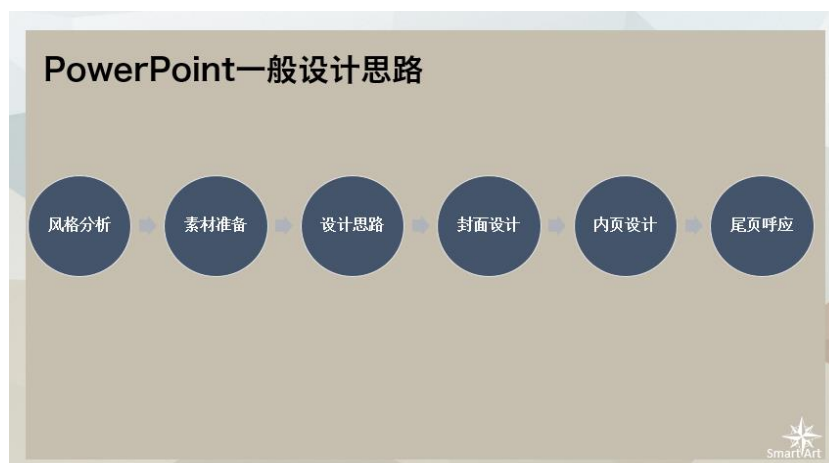 PowerPoint一般设计思路
风格分析
素材准备
设计思路
封面设计
内页设计
尾页呼应
Smart Art